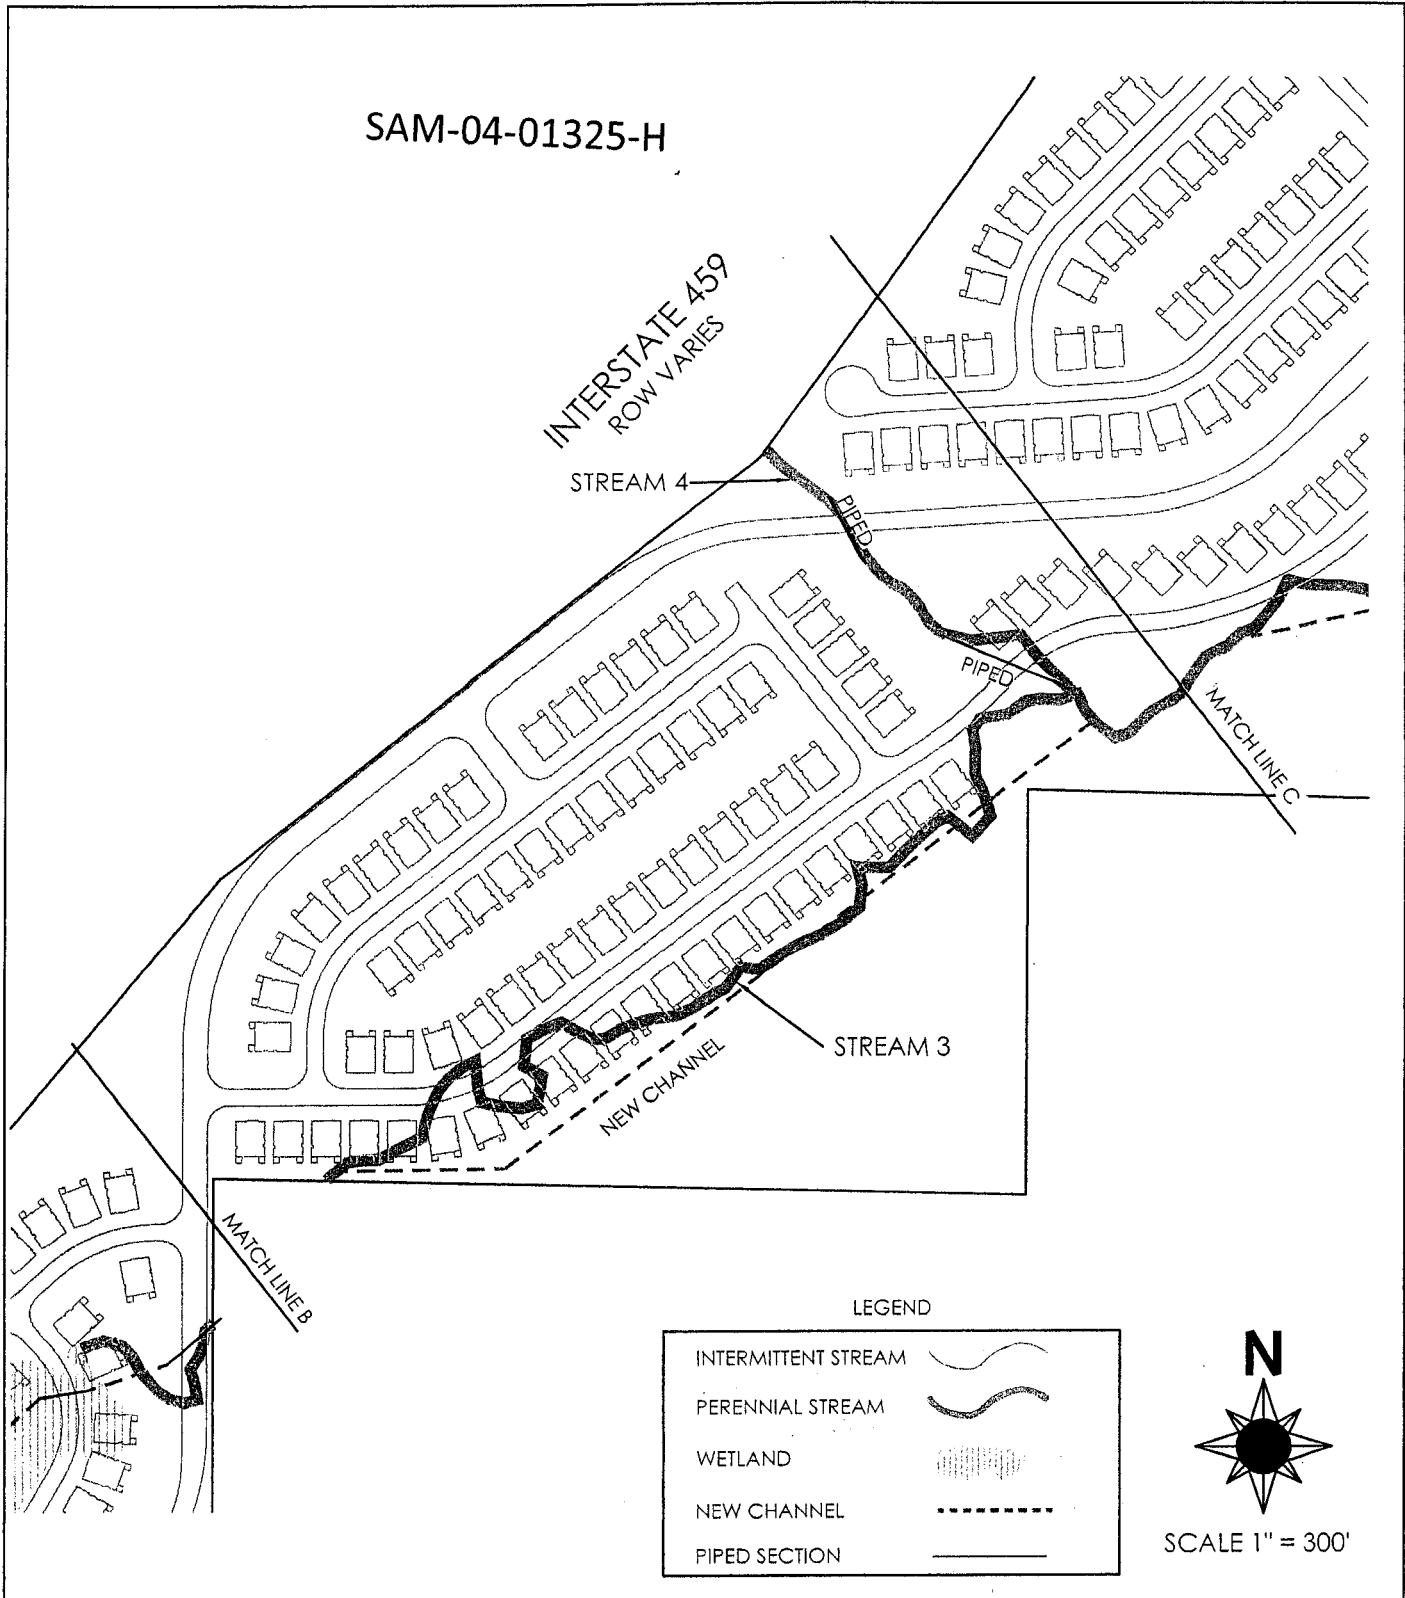 SAM-04-01325-H
INTERSTATE 459
ROW VARIES
STREAM 4
PIPED
PIPED
MATCH LINE C
STREAM 3
NEW CHANNEL
MATCH LINE B
LEGEND
INTERMITTENT STREAM
PERENNIAL STREAM
WETLAND
NEW CHANNEL
PIPED SECTION
N
SCALE 1" = 300'